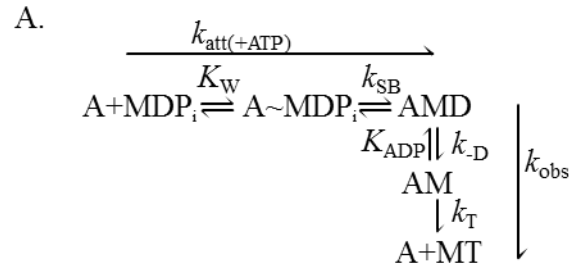 A.
k_att(+ATP)
K_W k_SB
A+MDP_i ⇌ A~MDP_i ⇌ AMD
K_ADP ⇅ k_-D
k_obs
AM
↓ k_T
A+MT